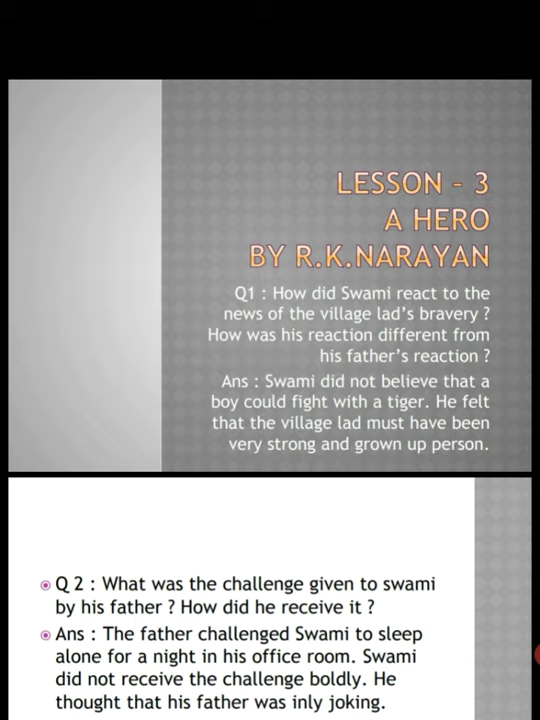 LESSON – 3
A HERO
BY R.K.NARAYAN
Q1 : How did Swami react to the
news of the village lad's bravery ?
How was his reaction different from
his father's reaction ?
Ans : Swami did not believe that a
boy could fight with a tiger. He felt
that the village lad must have been
very strong and grown up person.
Q 2 : What was the challenge given to swami
by his father ? How did he receive it ?
Ans : The father challenged Swami to sleep
alone for a night in his office room. Swami
did not receive the challenge boldly. He
thought that his father was inly joking.